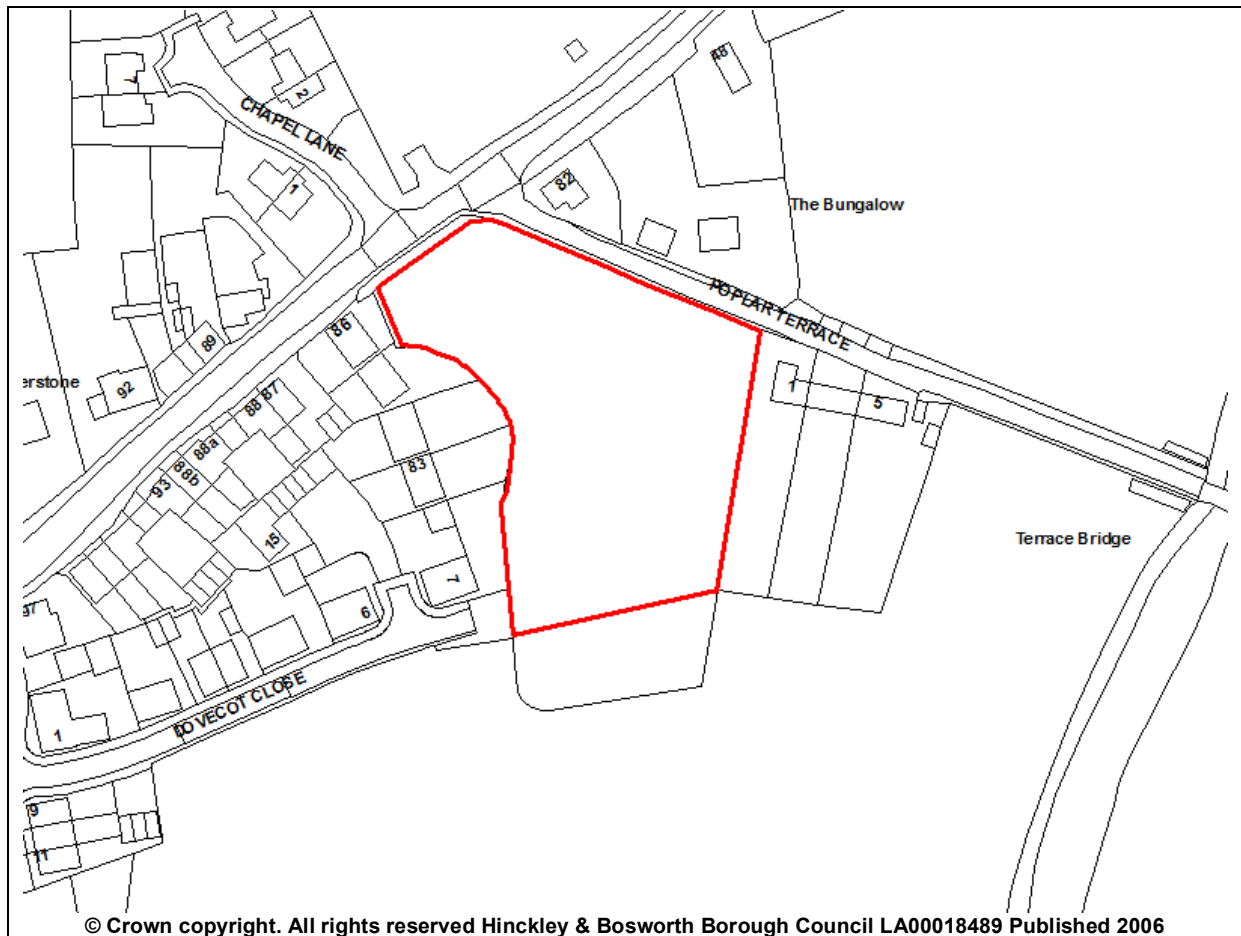 48
7
2
CHAPEL LANE
1
82
The Bungalow
POPLAR TERRACE
86
89
erstone
92
88 87
88a
88b
93
83
1
5
15
Terrace Bridge
7
6
97
DOVECOT CLOSE
1
9
11
© Crown copyright. All rights reserved Hinckley & Bosworth Borough Council LA00018489 Published 2006